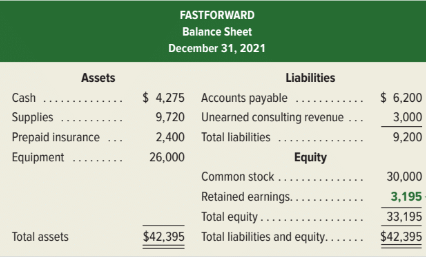 FASTFORWARD
Balance Sheet
December 31, 2021
Assets Liabilities
Cash .............. $ 4,275 Accounts payable ............ $ 6,200
Supplies ........... 9,720 Unearned consulting revenue ... 3,000
Prepaid insurance ... 2,400 Total liabilities ............... 9,200
Equipment ......... 26,000 Equity
Common stock ............... 30,000
Retained earnings............. 3,195
Total equity .................. 33,195
Total assets $42,395 Total liabilities and equity....... $42,395